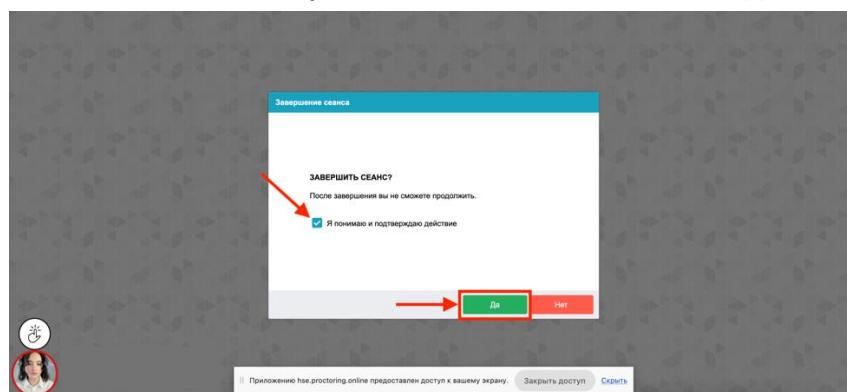 Завершение сеанса
ЗАВЕРШИТЬ СЕАНС?
После завершения вы не сможете продолжить.
Я понимаю и подтверждаю действие
Да
Нет
Приложению hse.proctoring.online предоставлен доступ к вашему экрану.
Закрыть доступ
Скрыть